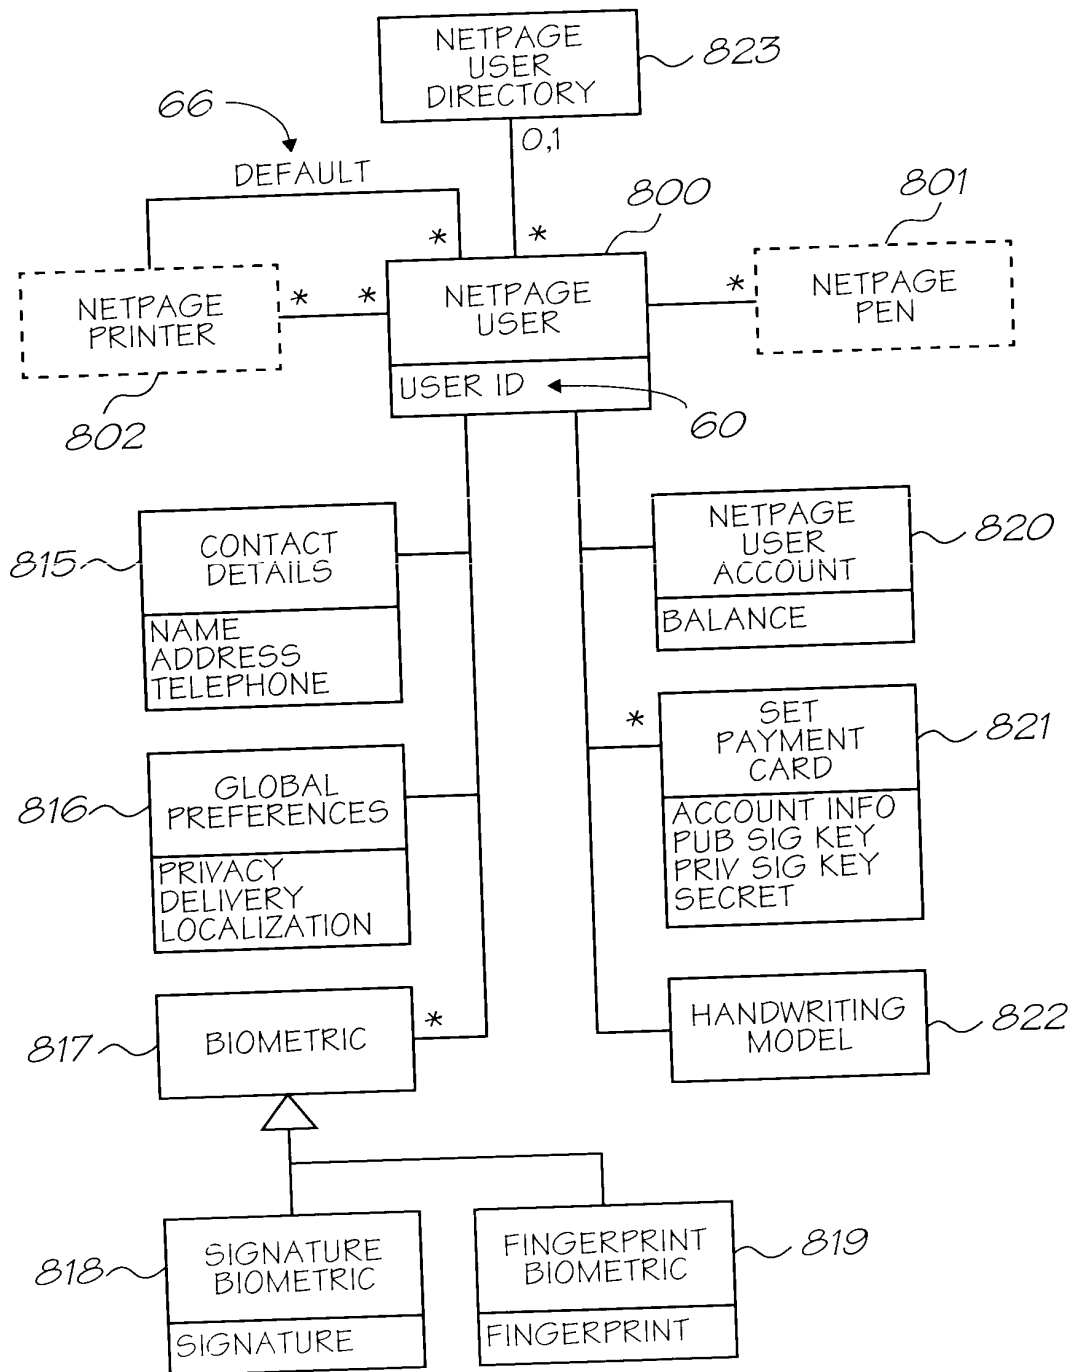 NETPAGE
USER
DIRECTORY
823
66
0,1
DEFAULT
800
801
*
*
NETPAGE
PRINTER
*
*
NETPAGE
USER
*
NETPAGE
PEN
USER ID
802
60
815
CONTACT
DETAILS
NAME
ADDRESS
TELEPHONE
NETPAGE
USER
ACCOUNT
820
BALANCE
816
GLOBAL
PREFERENCES
PRIVACY
DELIVERY
LOCALIZATION
*
SET
PAYMENT
CARD
821
ACCOUNT INFO
PUB SIG KEY
PRIV SIG KEY
SECRET
817
BIOMETRIC
*
HANDWRITING
MODEL
822
818
SIGNATURE
BIOMETRIC
SIGNATURE
FINGERPRINT
BIOMETRIC
819
FINGERPRINT